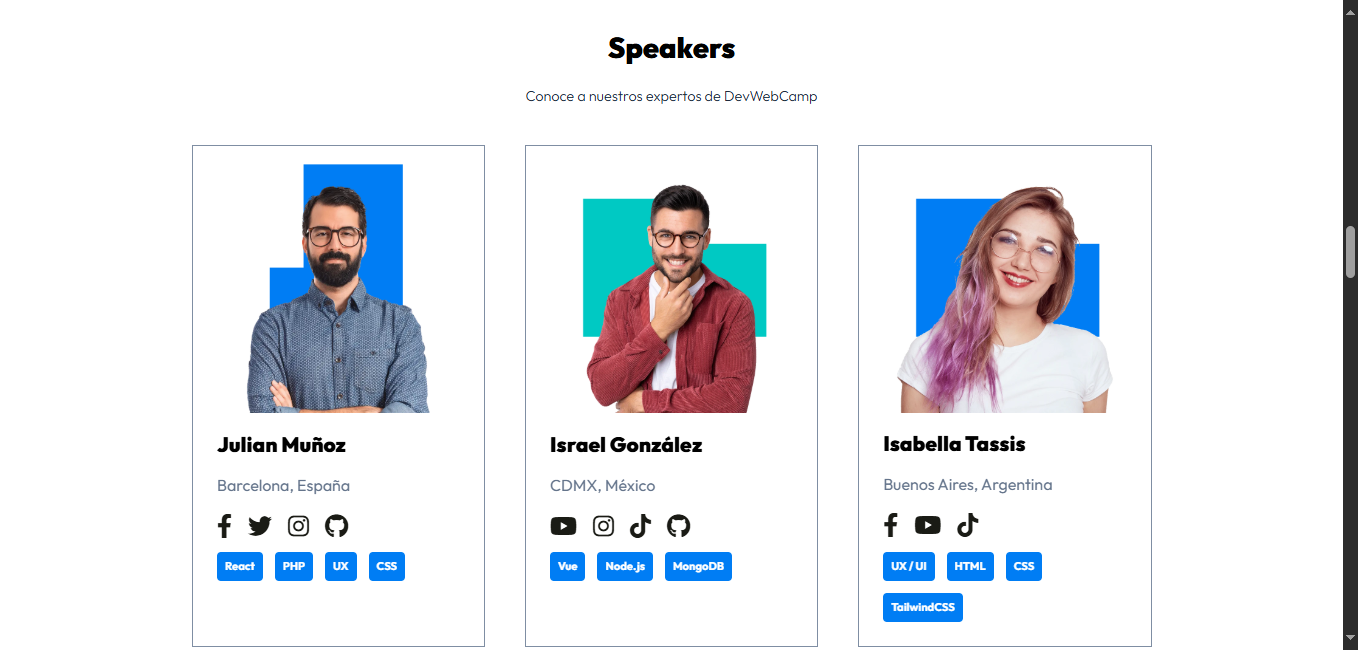 Speakers
Conoce a nuestros expertos de DevWebCamp
Julian Muñoz
Barcelona, España
React PHP UX CSS
Israel González
CDMX, México
Vue Node.js MongoDB
Isabella Tassis
Buenos Aires, Argentina
UX / UI HTML CSS
TailwindCSS